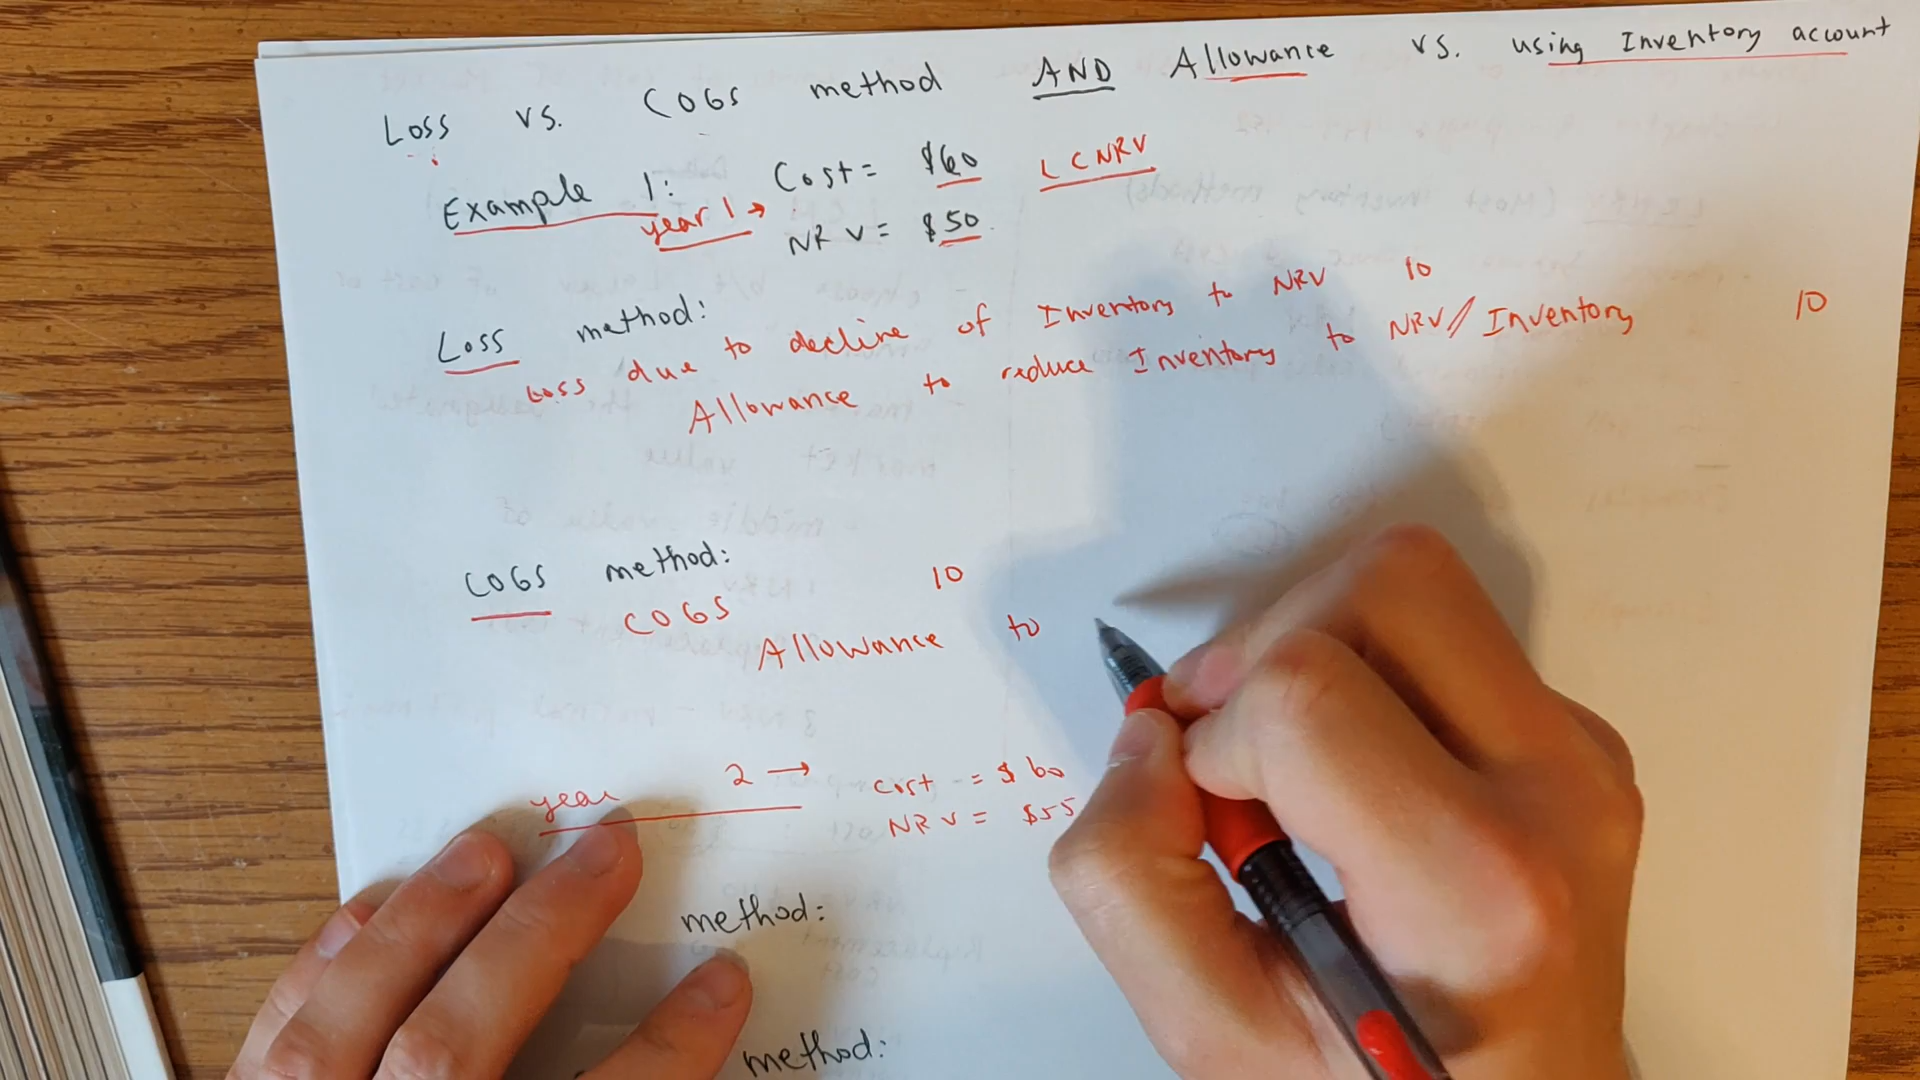 Loss vs. COGS method AND Allowance vs. using Inventory account
Example 1: Cost = $60 LCNRV
year 1 → NRV = $50
Loss method:
Loss due to decline of Inventory to NRV 10
Allowance to reduce Inventory to NRV // Inventory 10
COGS method:
COGS 10
Allowance to
year 2 → Cost = $60
NRV = $55
method:
method: